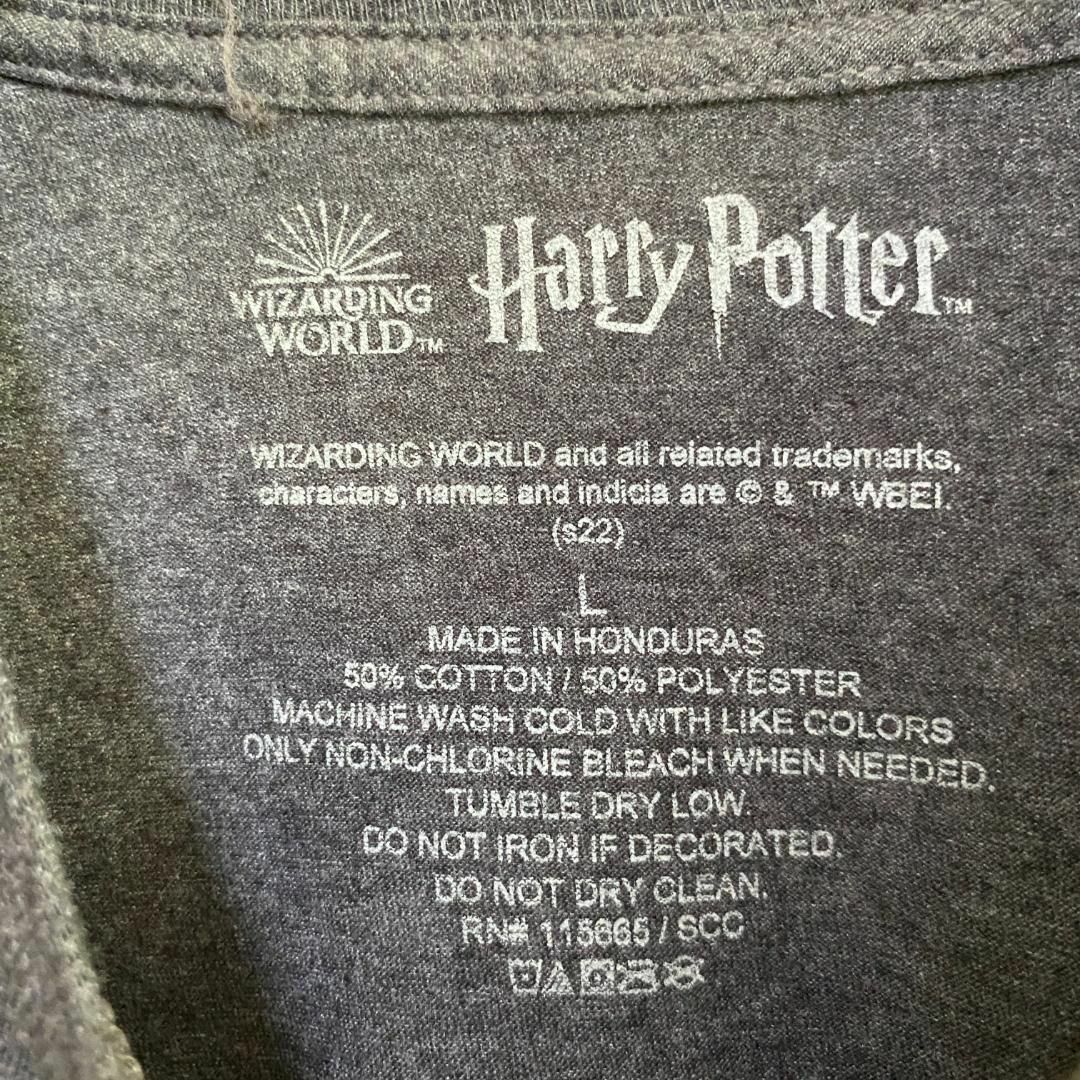 WIZARDING
WORLD™
Harry Potter™
WIZARDING WORLD and all related trademarks,
characters, names and indicia are © & ™ WBEI.
(s22)
L
MADE IN HONDURAS
50% COTTON / 50% POLYESTER
MACHINE WASH COLD WITH LIKE COLORS
ONLY NON-CHLORINE BLEACH WHEN NEEDED.
TUMBLE DRY LOW.
DO NOT IRON IF DECORATED.
DO NOT DRY CLEAN.
RN# 115665 / SCC